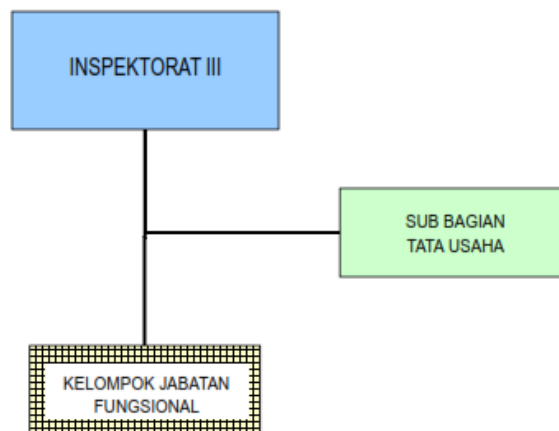 INSPEKTORAT III
SUB BAGIAN
TATA USAHA
KELOMPOK JABATAN
FUNGSIONAL